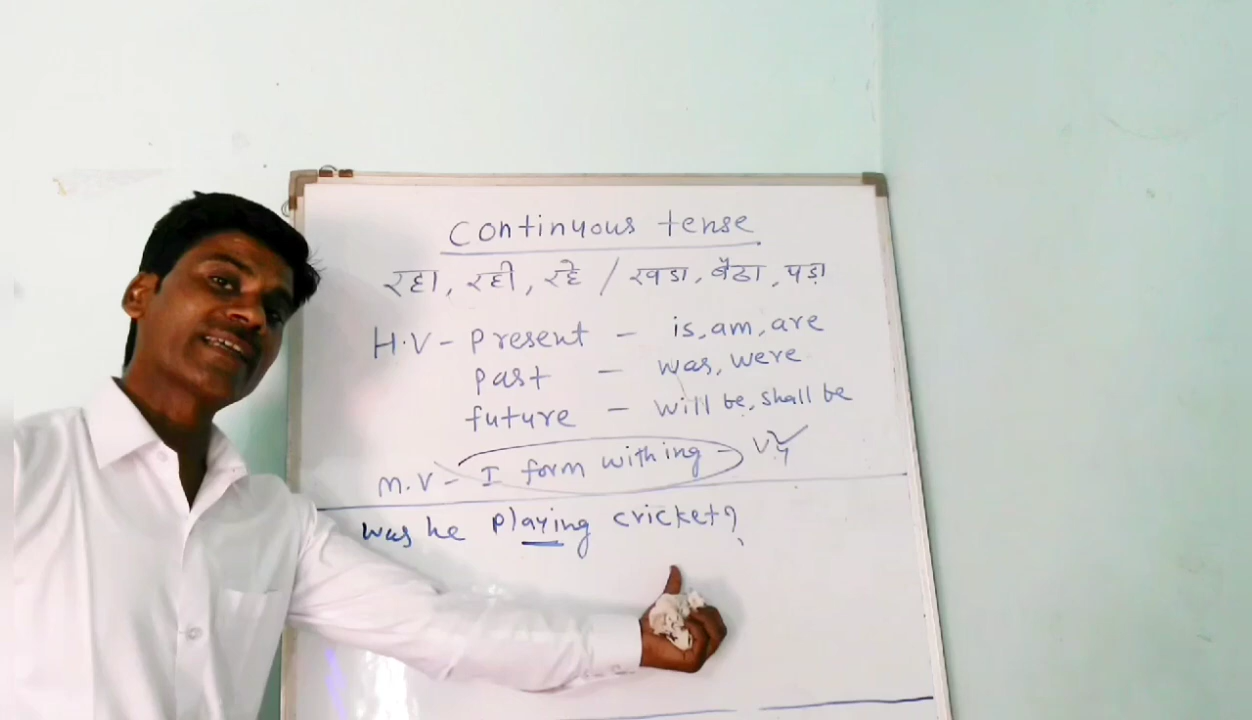 Continuous tense
रहा, रही, रहे / खडा, बैठा, पड़ा
H.V - Present - is, am, are
past - was, were
future - will be, shall be
M.V - I form with ing - V4
was he playing cricket?